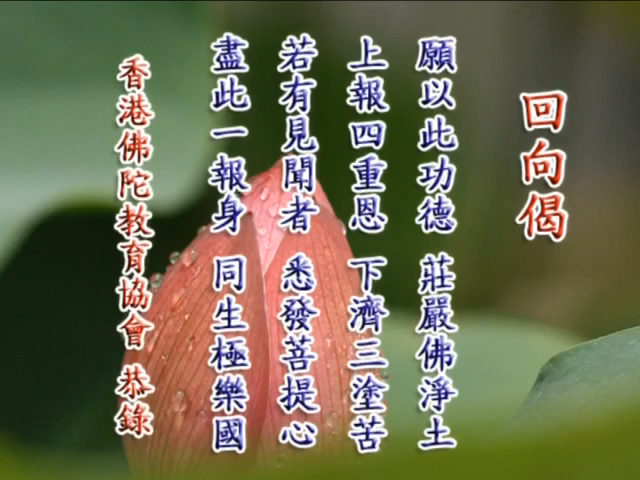 回向偈
願以此功德 莊嚴佛淨土
上報四重恩 下濟三塗苦
若有見聞者 悉發菩提心
盡此一報身 同生極樂國
香港佛陀教育協會 恭錄